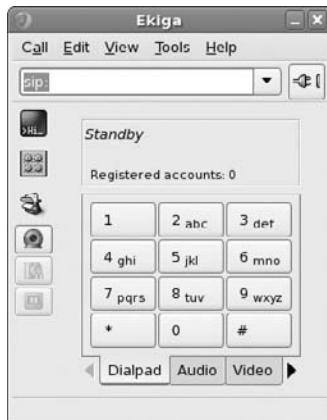 Ekiga
Call Edit View Tools Help
sip:
>Hi...
Standby
Registered accounts: 0
1 2 abc 3 def
4 ghi 5 jkl 6 mno
7 pqrs 8 tuv 9 wxyz
* 0 #
Dialpad Audio Video